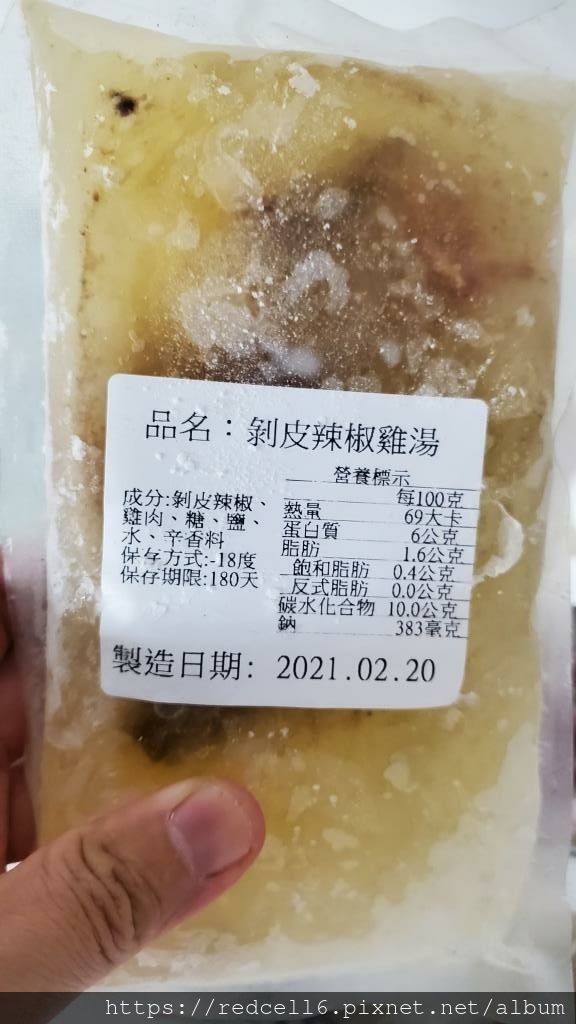 品名：剝皮辣椒雞湯
成分:剝皮辣椒、
雞肉、糖、鹽、
水、辛香料
保存方式:-18度
保存期限:180天
營養標示
每100克
熱量 69大卡
蛋白質 6公克
脂肪 1.6公克
飽和脂肪 0.4公克
反式脂肪 0.0公克
碳水化合物 10.0公克
鈉 383毫克
製造日期: 2021.02.20
https://redcell6.pixnet.net/album